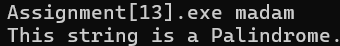 Assignment[13].exe madam
This string is a Palindrome.